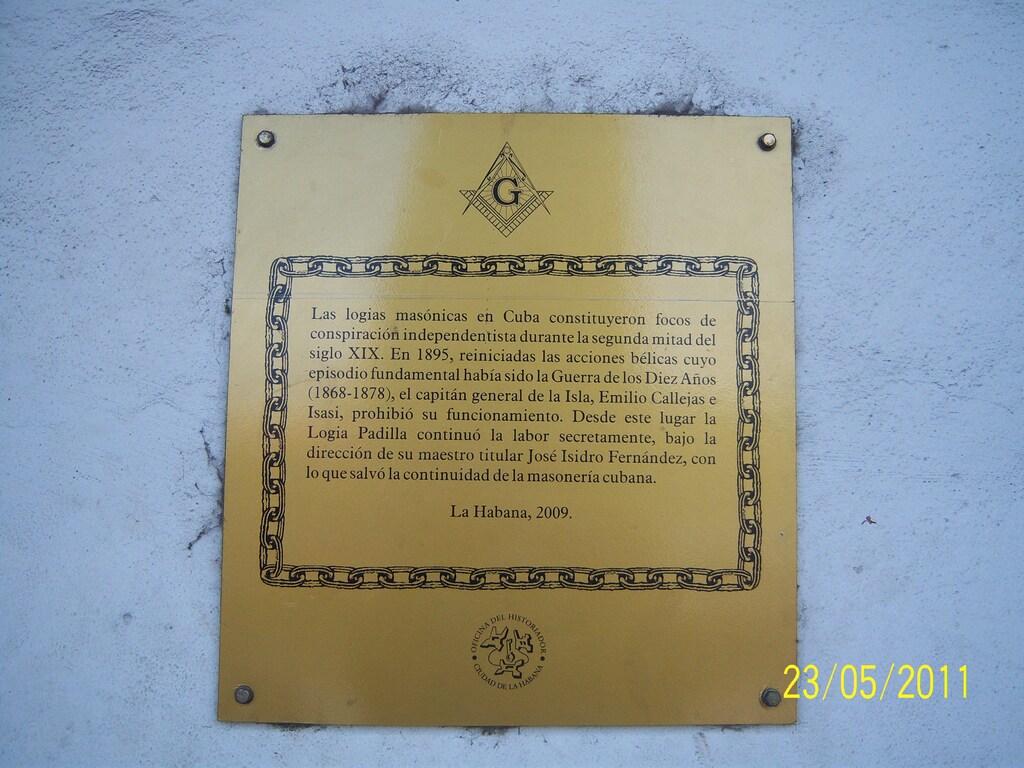 G
Las logias masónicas en Cuba constituyeron focos de
conspiración independentista durante la segunda mitad del
siglo XIX. En 1895, reiniciadas las acciones bélicas cuyo
episodio fundamental había sido la Guerra de los Diez Años
(1868-1878), el capitán general de la Isla, Emilio Callejas e
Isasi, prohibió su funcionamiento. Desde este lugar la
Logia Padilla continuó la labor secretamente, bajo la
dirección de su maestro titular José Isidro Fernández, con
lo que salvó la continuidad de la masonería cubana.
La Habana, 2009.
OFICINA DEL HISTORIADOR
CIUDAD DE LA HABANA
23/05/2011